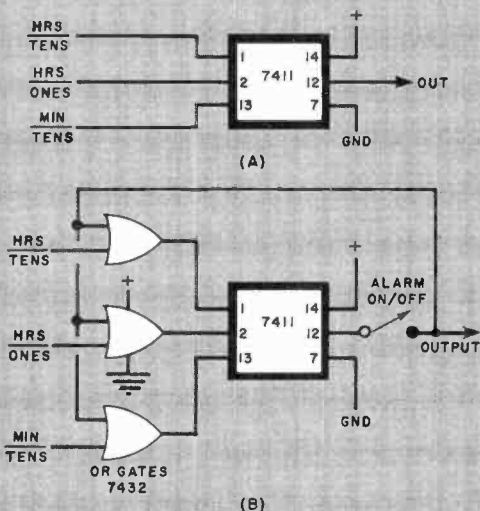 HRS
TENS
HRS
ONES
MIN
TENS
1
2
13
7411
14
12
7
+
OUT
GND
(A)
HRS
TENS
HRS
ONES
MIN
TENS
+
OR GATES
7432
1
2
13
7411
14
12
7
+
ALARM
ON/OFF
OUTPUT
GND
(B)